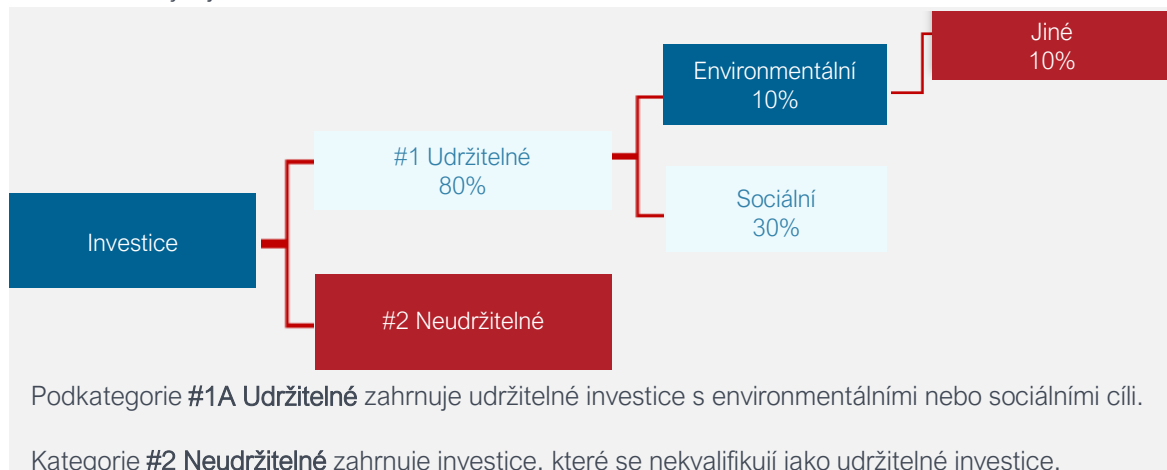 Jiné
10%
Environmentální
10%
#1 Udržitelné
80%
Sociální
30%
Investice
#2 Neudržitelné
Podkategorie #1A Udržitelné zahrnuje udržitelné investice s environmentálními nebo sociálními cíli.
Kategorie #2 Neudržitelné zahrnuje investice, které se nekvalifikují jako udržitelné investice.